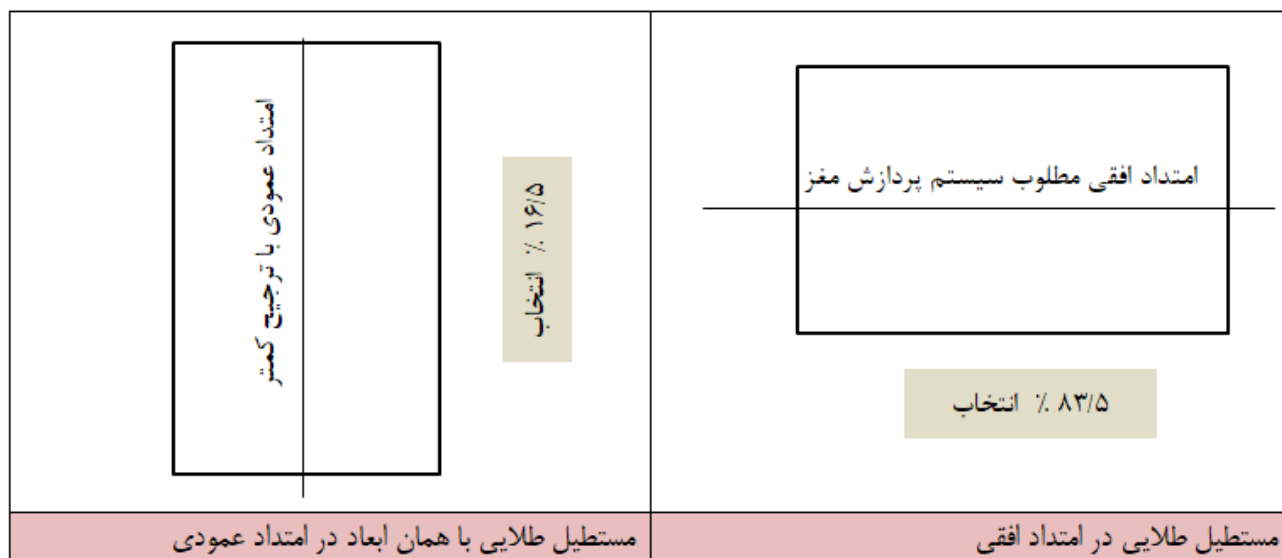 امتداد افقی مطلوب سیستم پردازش مغز
٪ ۸۳/۵ انتخاب
مستطیل طلایی در امتداد افقی
امتداد عمودی با ترجیح کمتر
٪ ۱۶/۵ انتخاب
مستطیل طلایی با همان ابعاد در امتداد عمودی